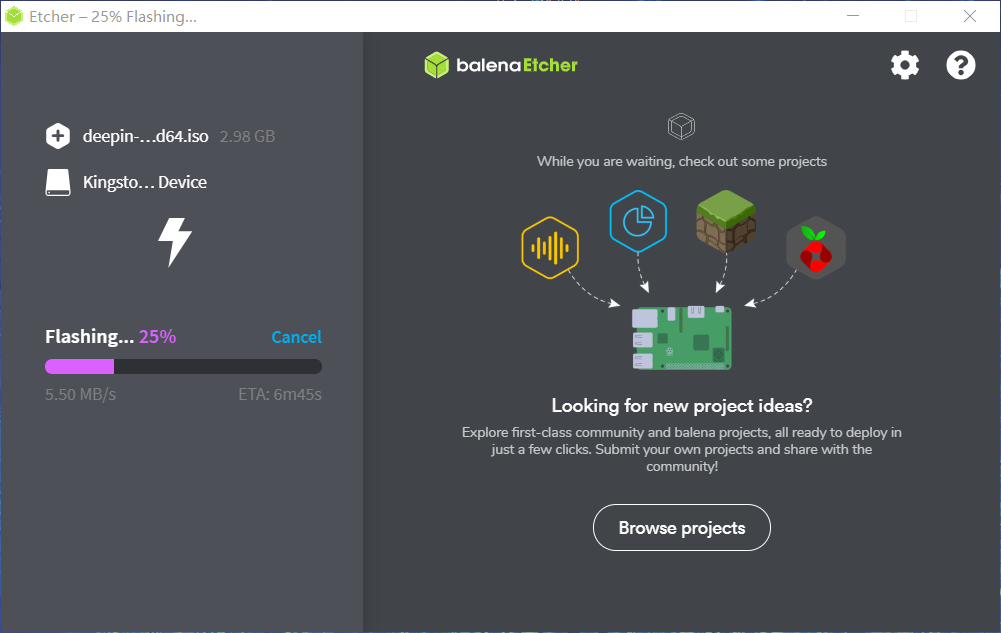 Etcher – 25% Flashing...
balenaEtcher
deepin-...d64.iso 2.98 GB
Kingsto... Device
Flashing... 25% Cancel
5.50 MB/s ETA: 6m45s
While you are waiting, check out some projects
Looking for new project ideas?
Explore first-class community and balena projects, all ready to deploy in
just a few clicks. Submit your own projects and share with the
community!
Browse projects